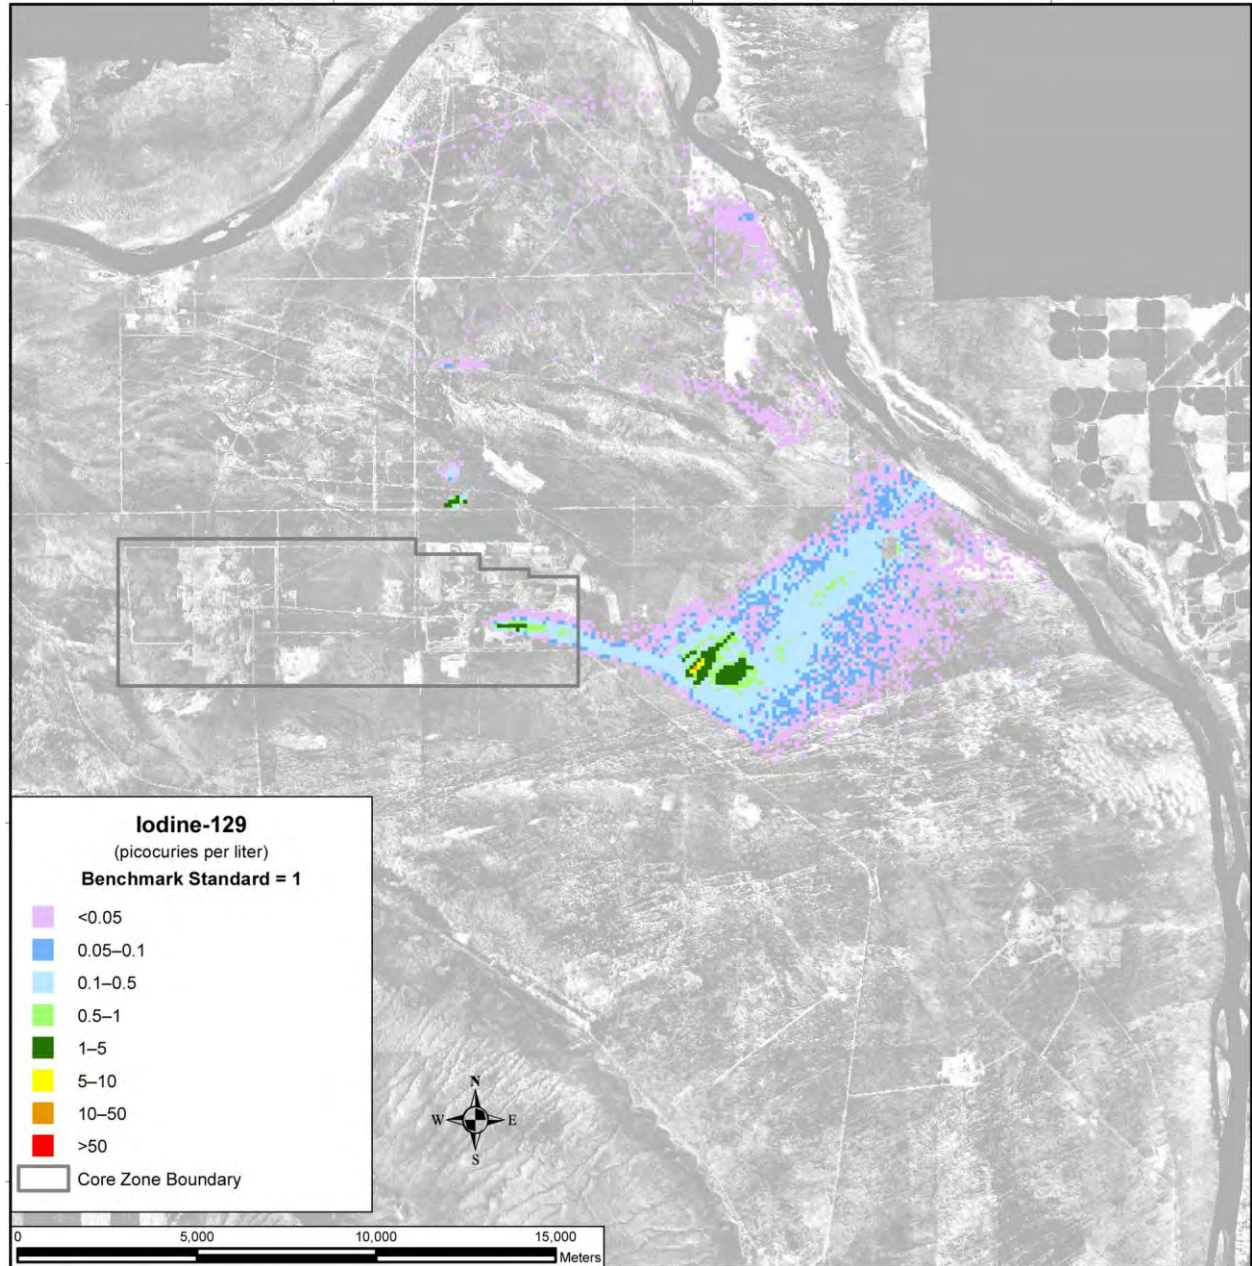 Iodine-129
(picocuries per liter)
Benchmark Standard = 1
<0.05
0.05–0.1
0.1–0.5
0.5–1
1–5
5–10
10–50
>50
Core Zone Boundary
N
W E
S
0 5,000 10,000 15,000
Meters